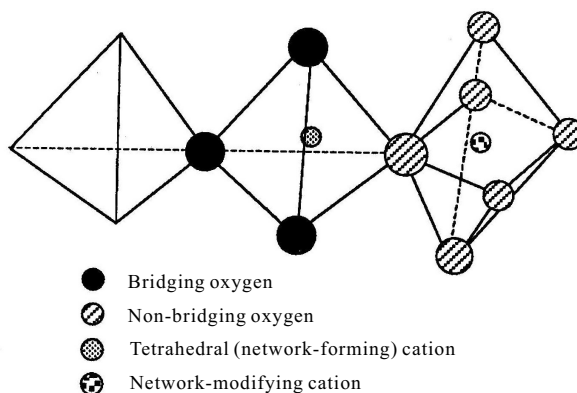 Bridging oxygen
Non-bridging oxygen
Tetrahedral (network-forming) cation
Network-modifying cation